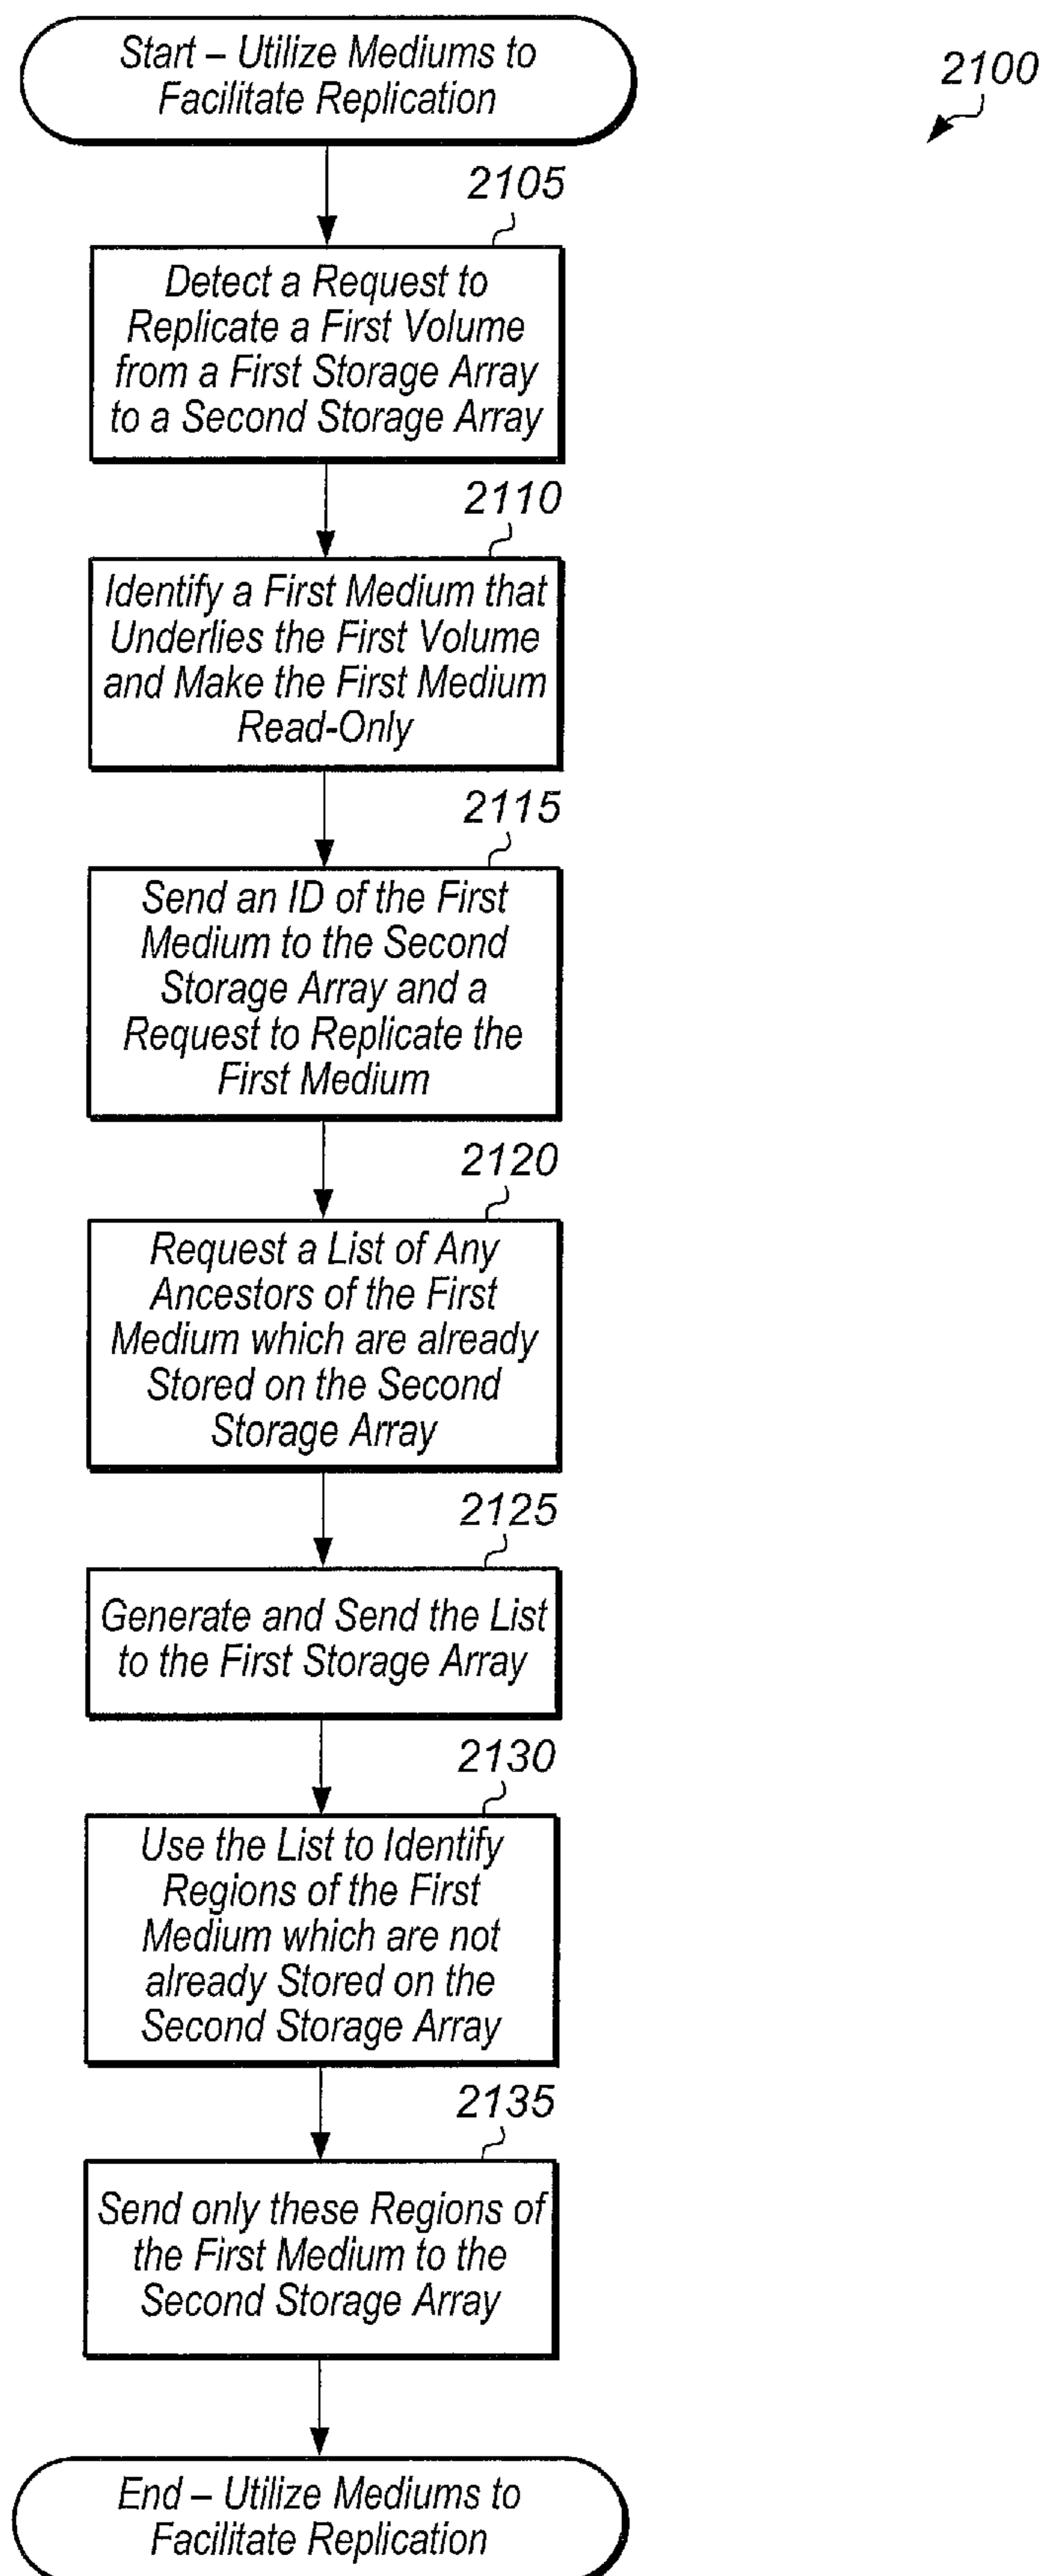 Start – Utilize Mediums to
Facilitate Replication
2100
2105
Detect a Request to
Replicate a First Volume
from a First Storage Array
to a Second Storage Array
2110
Identify a First Medium that
Underlies the First Volume
and Make the First Medium
Read-Only
2115
Send an ID of the First
Medium to the Second
Storage Array and a
Request to Replicate the
First Medium
2120
Request a List of Any
Ancestors of the First
Medium which are already
Stored on the Second
Storage Array
2125
Generate and Send the List
to the First Storage Array
2130
Use the List to Identify
Regions of the First
Medium which are not
already Stored on the
Second Storage Array
2135
Send only these Regions of
the First Medium to the
Second Storage Array
End – Utilize Mediums to
Facilitate Replication